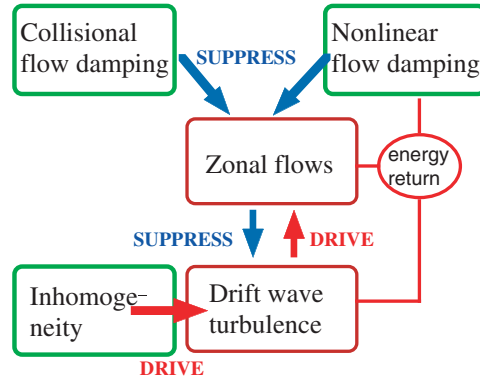 Collisional
flow damping
Nonlinear
flow damping
SUPPRESS
Zonal flows
energy
return
SUPPRESS
DRIVE
Inhomoge-
neity
Drift wave
turbulence
DRIVE